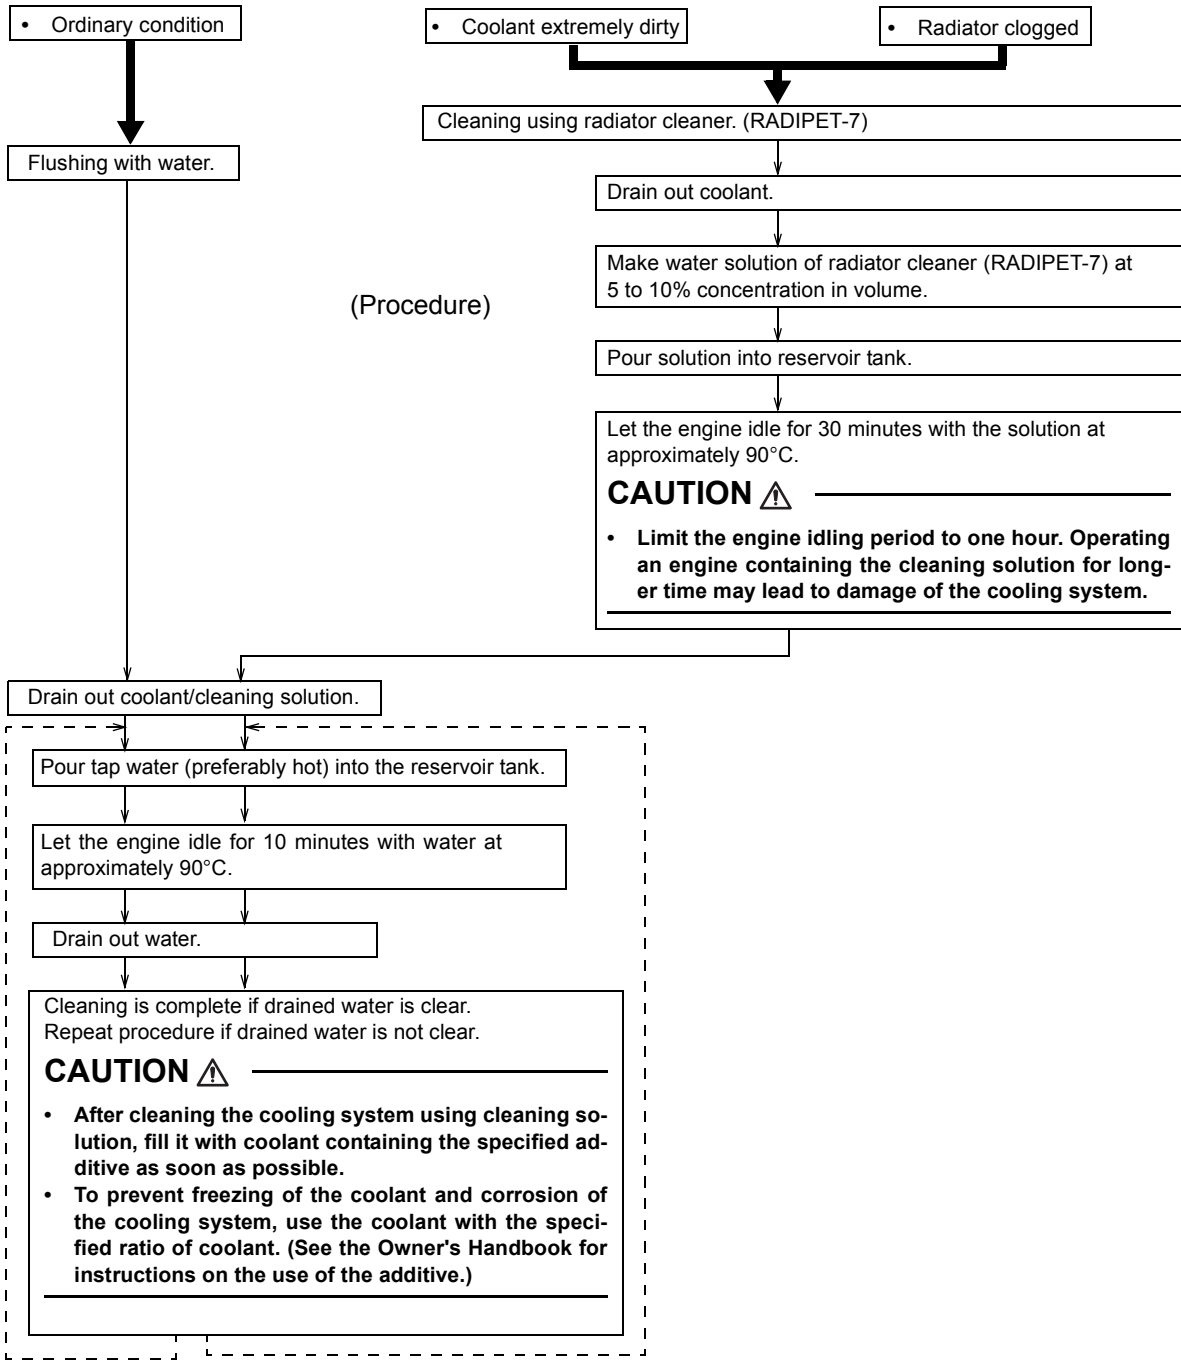 • Ordinary condition
• Coolant extremely dirty
• Radiator clogged
Cleaning using radiator cleaner. (RADIPET-7)
Flushing with water.
Drain out coolant.
Make water solution of radiator cleaner (RADIPET-7) at
5 to 10% concentration in volume.
(Procedure)
Pour solution into reservoir tank.
Let the engine idle for 30 minutes with the solution at
approximately 90°C.
CAUTION
• Limit the engine idling period to one hour. Operating
an engine containing the cleaning solution for long-
er time may lead to damage of the cooling system.
Drain out coolant/cleaning solution.
Pour tap water (preferably hot) into the reservoir tank.
Let the engine idle for 10 minutes with water at
approximately 90°C.
Drain out water.
Cleaning is complete if drained water is clear.
Repeat procedure if drained water is not clear.
CAUTION
• After cleaning the cooling system using cleaning so-
lution, fill it with coolant containing the specified ad-
ditive as soon as possible.
• To prevent freezing of the coolant and corrosion of
the cooling system, use the coolant with the speci-
fied ratio of coolant. (See the Owner's Handbook for
instructions on the use of the additive.)